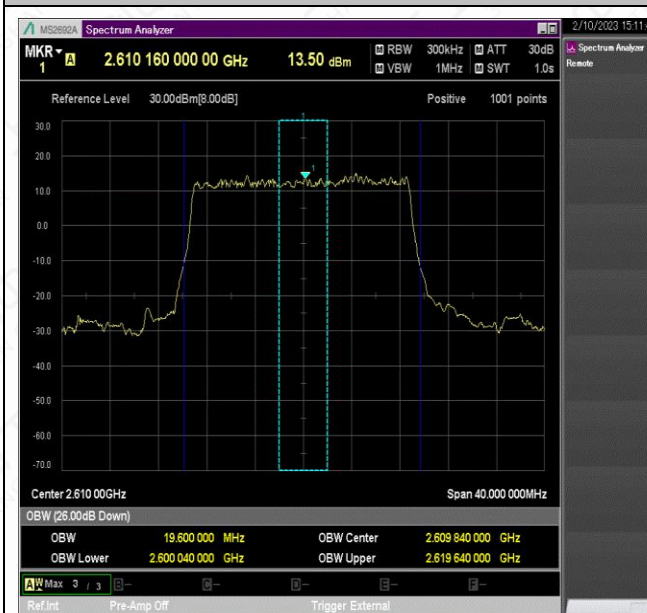 MS2692A Spectrum Analyzer 2/10/2023 15:11:
MKR 1 A 2.610 160 000 00 GHz 13.50 dBm M RBW 300kHz M ATT 30dB
M VBW 1MHz M SWT 1.0s
Spectrum Analyzer
Remote
Reference Level 30.00dBm[8.00dB] Positive 1001 points
30.0
20.0
10.0
0.0
-10.0
-20.0
-30.0
-40.0
-50.0
-60.0
-70.0
1
1
Center 2.610 00GHz Span 40.000 000MHz
OBW (26.00dB Down)
OBW 19.600 000 MHz OBW Center 2.609 840 000 GHz
OBW Lower 2.600 040 000 GHz OBW Upper 2.619 640 000 GHz
A W Max 3 / 3 B- C- D- E- F-
Ref.Int Pre-Amp Off Trigger External